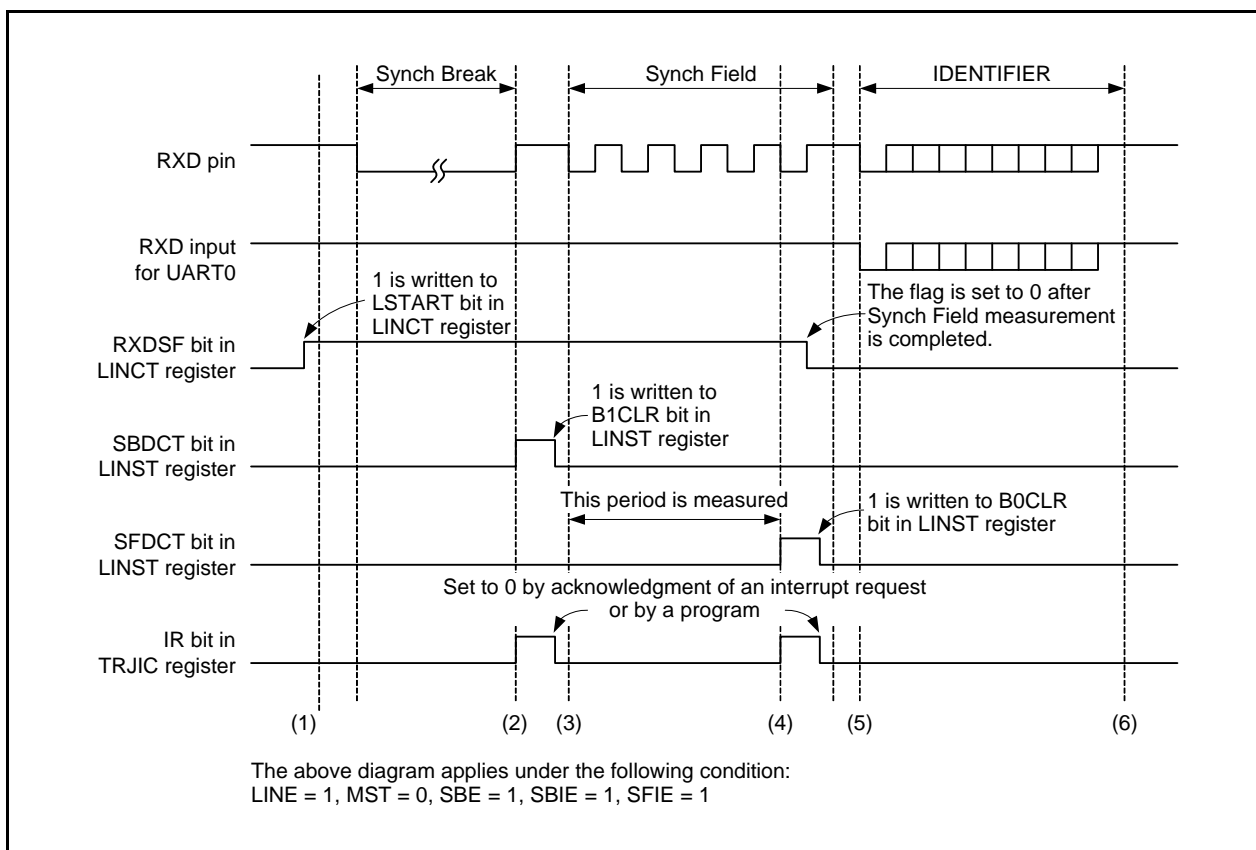 Synch Break
Synch Field
IDENTIFIER
RXD pin
RXD input
for UART0
1 is written to
LSTART bit in
LINCT register
The flag is set to 0 after
Synch Field measurement
is completed.
RXDSF bit in
LINCT register
1 is written to
B1CLR bit in
LINST register
SBDCT bit in
LINST register
This period is measured
1 is written to B0CLR
bit in LINST register
SFDCT bit in
LINST register
Set to 0 by acknowledgment of an interrupt request
or by a program
IR bit in
TRJIC register
(1)
(2)
(3)
(4)
(5)
(6)
The above diagram applies under the following condition:
LINE = 1, MST = 0, SBE = 1, SBIE = 1, SFIE = 1